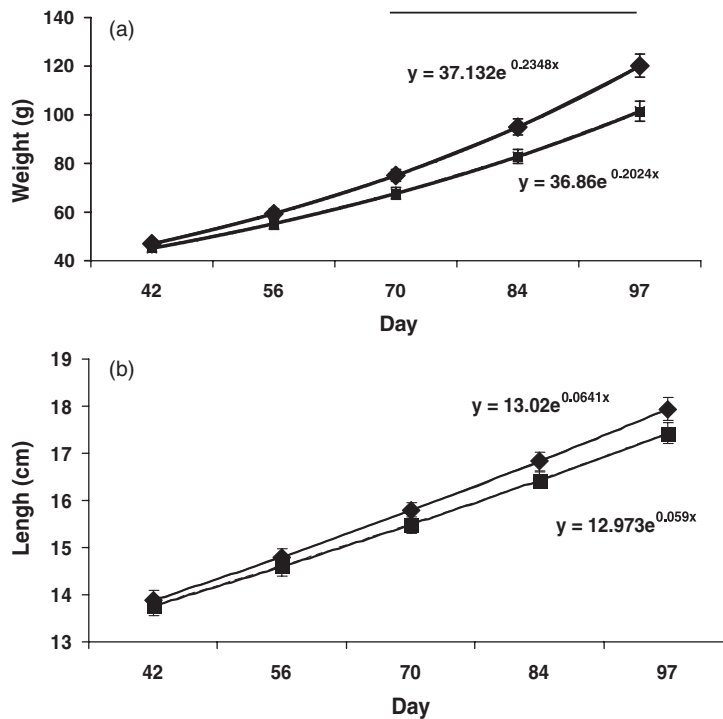 (a)
140
120
100
80
60
40
Weight (g)
y = 37.132e^0.2348x
y = 36.86e^0.2024x
42 56 70 84 97
Day
(b)
19
18
17
16
15
14
13
Lengh (cm)
y = 13.02e^0.0641x
y = 12.973e^0.059x
42 56 70 84 97
Day